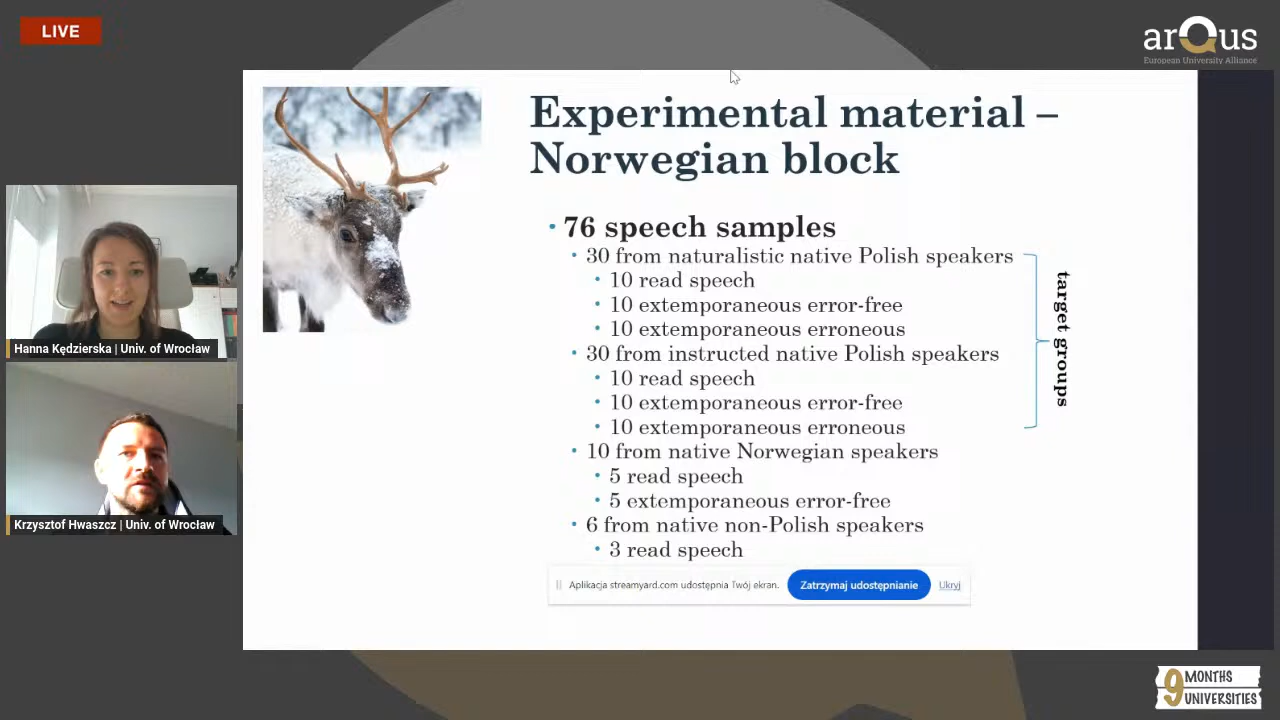 LIVE
arQus
European University Alliance
Experimental material –
Norwegian block
• 76 speech samples
• 30 from naturalistic native Polish speakers
• 10 read speech
• 10 extemporaneous error-free
• 10 extemporaneous erroneous
• 30 from instructed native Polish speakers
• 10 read speech
• 10 extemporaneous error-free
• 10 extemporaneous erroneous
• 10 from native Norwegian speakers
• 5 read speech
• 5 extemporaneous error-free
• 6 from native non-Polish speakers
• 3 read speech
target groups
Hanna Kędzierska | Univ. of Wrocław
Krzysztof Hwaszcz | Univ. of Wrocław
Aplikacja streamyard.com udostępnia Twój ekran.
Zatrzymaj udostępnianie
Ukryj
9 MONTHS
UNIVERSITIES